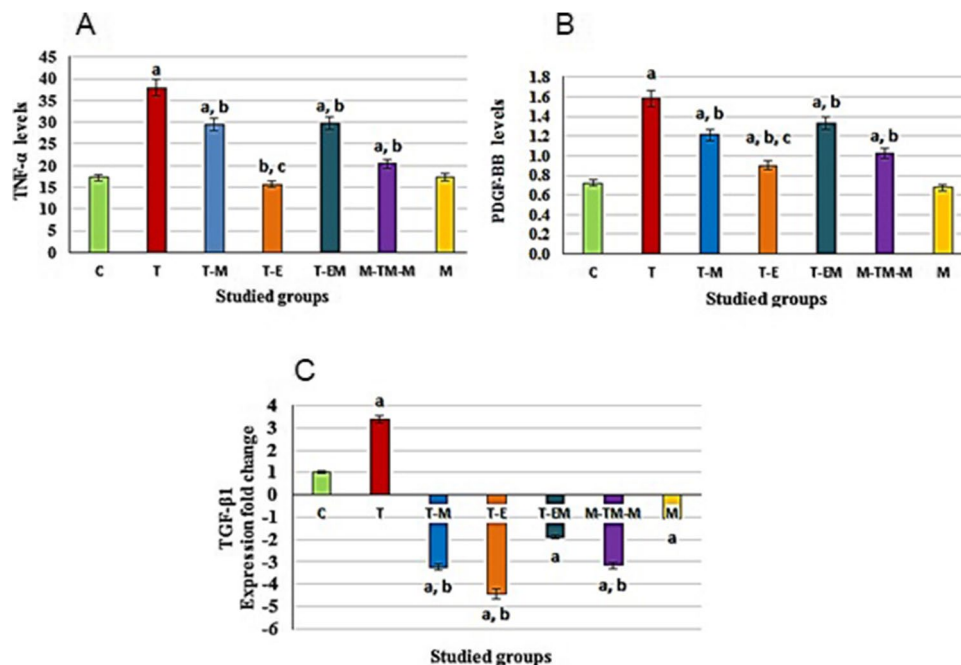 A
TNF-α levels
45
40
35
30
25
20
15
10
5
0
a
a, b
b, c
a, b
a, b
C T T-M T-E T-EM M-TM-M M
Studied groups
B
PDGF-BB levels
1.8
1.6
1.4
1.2
1.0
0.8
0.6
0.4
0.2
0.0
a
a, b
a, b, c
a, b
a, b
C T T-M T-E T-EM M-TM-M M
Studied groups
C
TGF-β1
Expression fold change
4
3
2
1
0
-1
-2
-3
-4
-5
-6
a
C T T-M T-E T-EM M-TM-M M
a, b
a, b
a
a, b
a
Studied groups